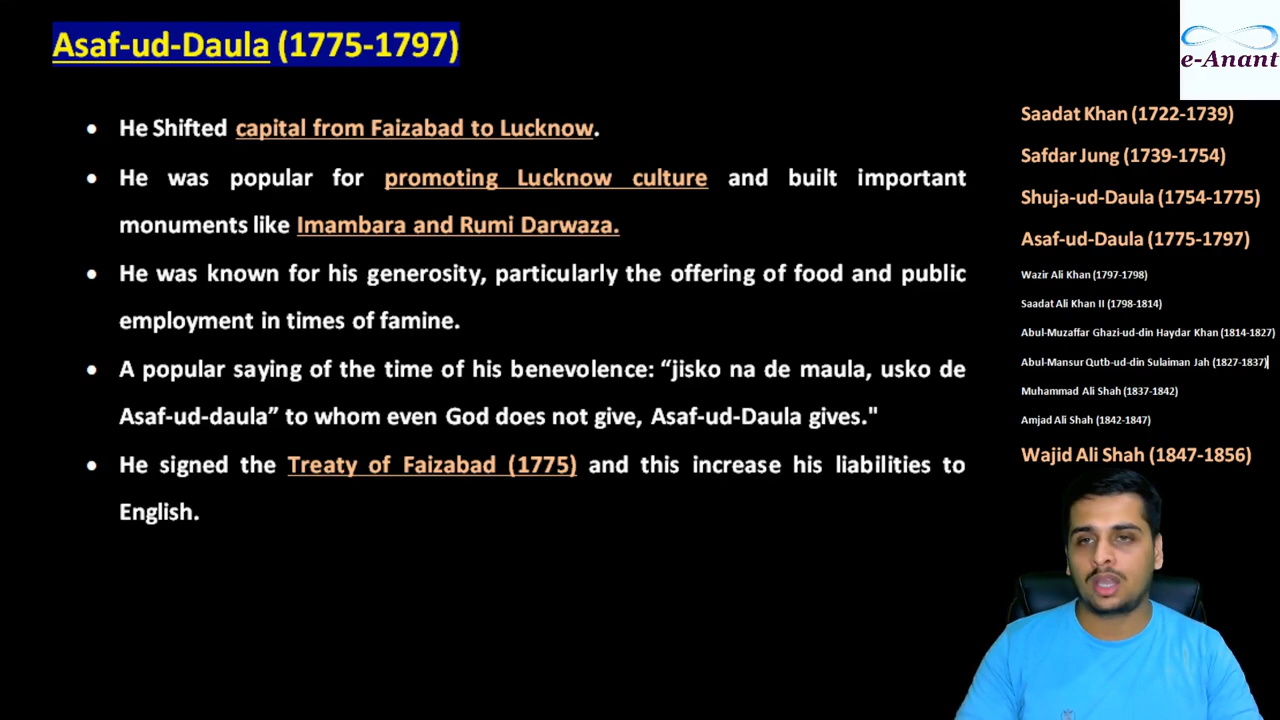 Asaf-ud-Daula (1775-1797)
e-Anant
• He Shifted capital from Faizabad to Lucknow.
• He was popular for promoting Lucknow culture and built important
monuments like Imambara and Rumi Darwaza.
• He was known for his generosity, particularly the offering of food and public
employment in times of famine.
• A popular saying of the time of his benevolence: “jisko na de maula, usko de
Asaf-ud-daula” to whom even God does not give, Asaf-ud-Daula gives."
• He signed the Treaty of Faizabad (1775) and this increase his liabilities to
English.
Saadat Khan (1722-1739)
Safdar Jung (1739-1754)
Shuja-ud-Daula (1754-1775)
Asaf-ud-Daula (1775-1797)
Wazir Ali Khan (1797-1798)
Saadat Ali Khan II (1798-1814)
Abul-Muzaffar Ghazi-ud-din Haydar Khan (1814-1827)
Abul-Mansur Qutb-ud-din Sulaiman Jah (1827-1837)
Muhammad Ali Shah (1837-1842)
Amjad Ali Shah (1842-1847)
Wajid Ali Shah (1847-1856)